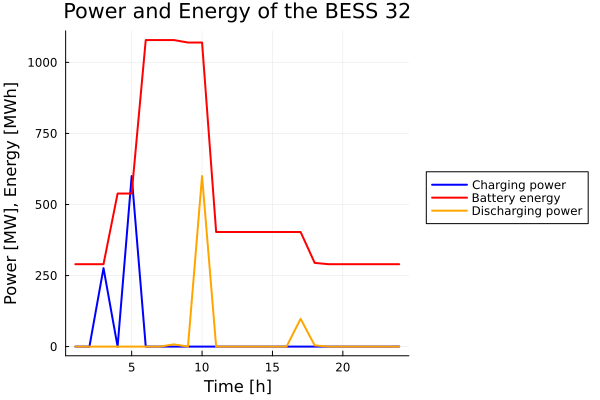 Power and Energy of the BESS 32
Power [MW], Energy [MWh]
1000
750
500
250
0
5
10
15
20
Time [h]
Charging power
Battery energy
Discharging power